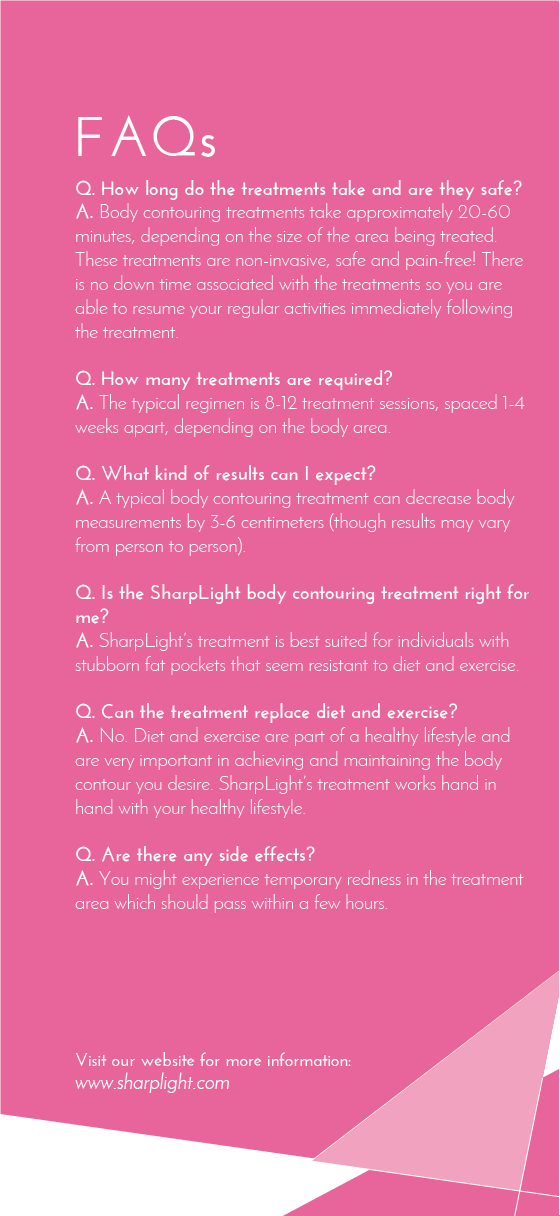 FAQs
Q. How long do the treatments take and are they safe?
A. Body contouring treatments take approximately 20-60
minutes, depending on the size of the area being treated.
These treatments are non-invasive, safe and pain-free! There
is no down time associated with the treatments so you are
able to resume your regular activities immediately following
the treatment.
Q. How many treatments are required?
A. The typical regimen is 8-12 treatment sessions, spaced 1-4
weeks apart, depending on the body area.
Q. What kind of results can I expect?
A. A typical body contouring treatment can decrease body
measurements by 3-6 centimeters (though results may vary
from person to person).
Q. Is the SharpLight body contouring treatment right for
me?
A. SharpLight's treatment is best suited for individuals with
stubborn fat pockets that seem resistant to diet and exercise.
Q. Can the treatment replace diet and exercise?
A. No. Diet and exercise are part of a healthy lifestyle and
are very important in achieving and maintaining the body
contour you desire. SharpLight's treatment works hand in
hand with your healthy lifestyle.
Q. Are there any side effects?
A. You might experience temporary redness in the treatment
area which should pass within a few hours.
Visit our website for more information:
www.sharplight.com